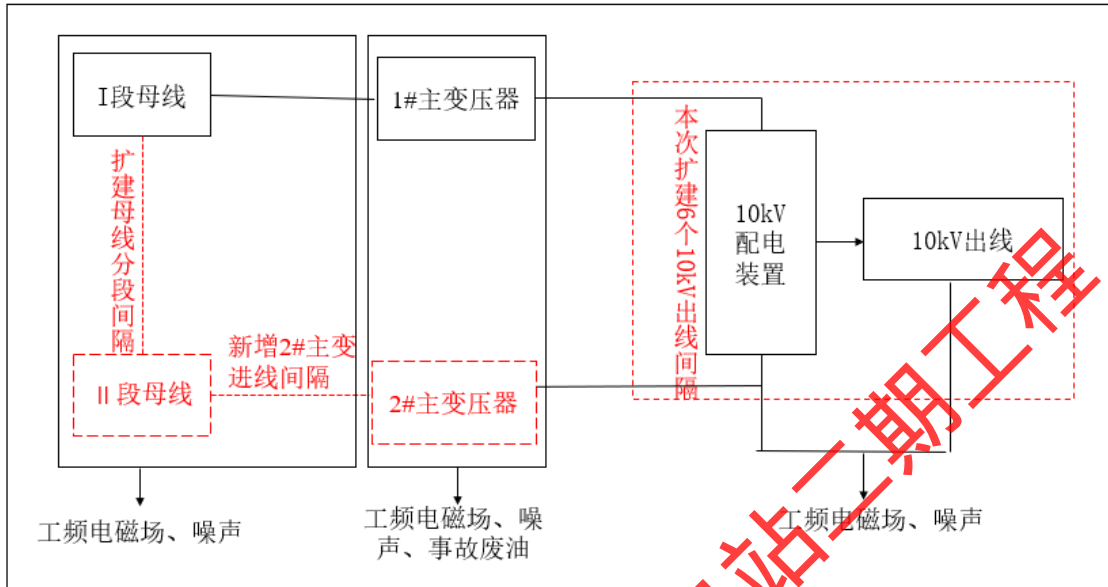 I段母线
1#主变压器
扩建母线分段间隔
本次扩建6个10kV出线间隔
10kV
配电
装置
10kV出线
新增2#主变
进线间隔
II段母线
2#主变压器
工频电磁场、噪声
工频电磁场、噪
声、事故废油
工频电磁场、噪声
站二期工程